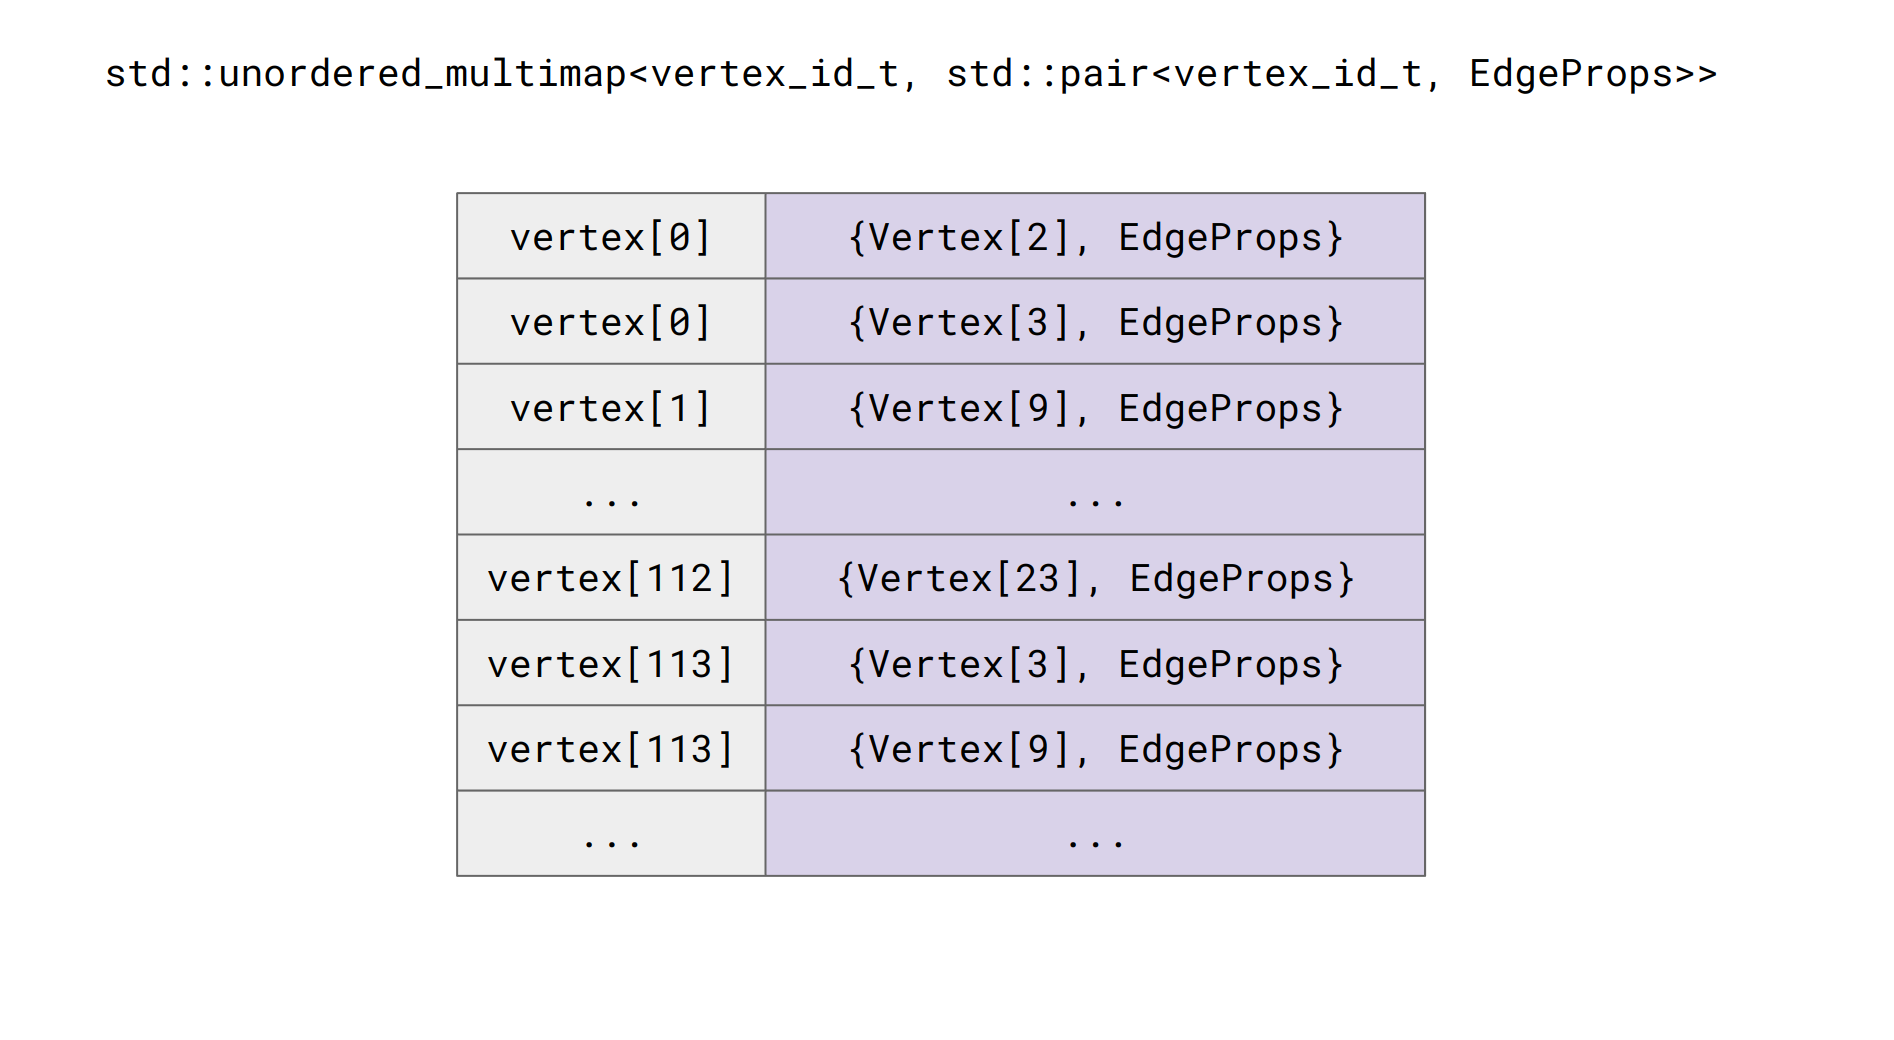 std::unordered_multimap<vertex_id_t, std::pair<vertex_id_t, EdgeProps>>
vertex[0] {Vertex[2], EdgeProps}
vertex[0] {Vertex[3], EdgeProps}
vertex[1] {Vertex[9], EdgeProps}
... ...
vertex[112] {Vertex[23], EdgeProps}
vertex[113] {Vertex[3], EdgeProps}
vertex[113] {Vertex[9], EdgeProps}
... ...